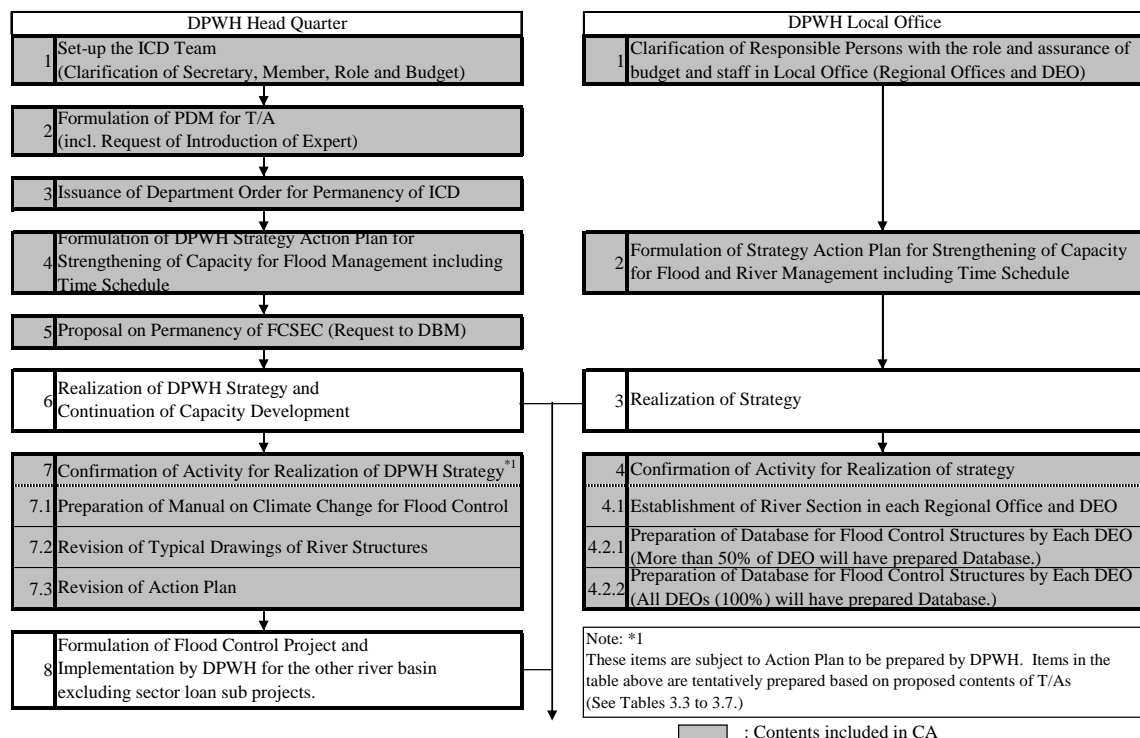 DPWH Head Quarter
1
Set-up the ICD Team
(Clarification of Secretary, Member, Role and Budget)
2
Formulation of PDM for T/A
(incl. Request of Introduction of Expert)
3
Issuance of Department Order for Permanency of ICD
4
Formulation of DPWH Strategy Action Plan for
Strengthening of Capacity for Flood Management including
Time Schedule
5
Proposal on Permanency of FCSEC (Request to DBM)
6
Realization of DPWH Strategy and
Continuation of Capacity Development
7
Confirmation of Activity for Realization of DPWH Strategy*1
7.1
Preparation of Manual on Climate Change for Flood Control
7.2
Revision of Typical Drawings of River Structures
7.3
Revision of Action Plan
8
Formulation of Flood Control Project and
Implementation by DPWH for the other river basin
excluding sector loan sub projects.
DPWH Local Office
1
Clarification of Responsible Persons with the role and assurance of
budget and staff in Local Office (Regional Offices and DEO)
2
Formulation of Strategy Action Plan for Strengthening of Capacity
for Flood and River Management including Time Schedule
3
Realization of Strategy
4
Confirmation of Activity for Realization of strategy
4.1
Establishment of River Section in each Regional Office and DEO
4.2.1
Preparation of Database for Flood Control Structures by Each DEO
(More than 50% of DEO will have prepared Database.)
4.2.2
Preparation of Database for Flood Control Structures by Each DEO
(All DEOs (100%) will have prepared Database.)
Note: *1
These items are subject to Action Plan to be prepared by DPWH. Items in the
table above are tentatively prepared based on proposed contents of T/As
(See Tables 3.3 to 3.7.)
: Contents included in CA